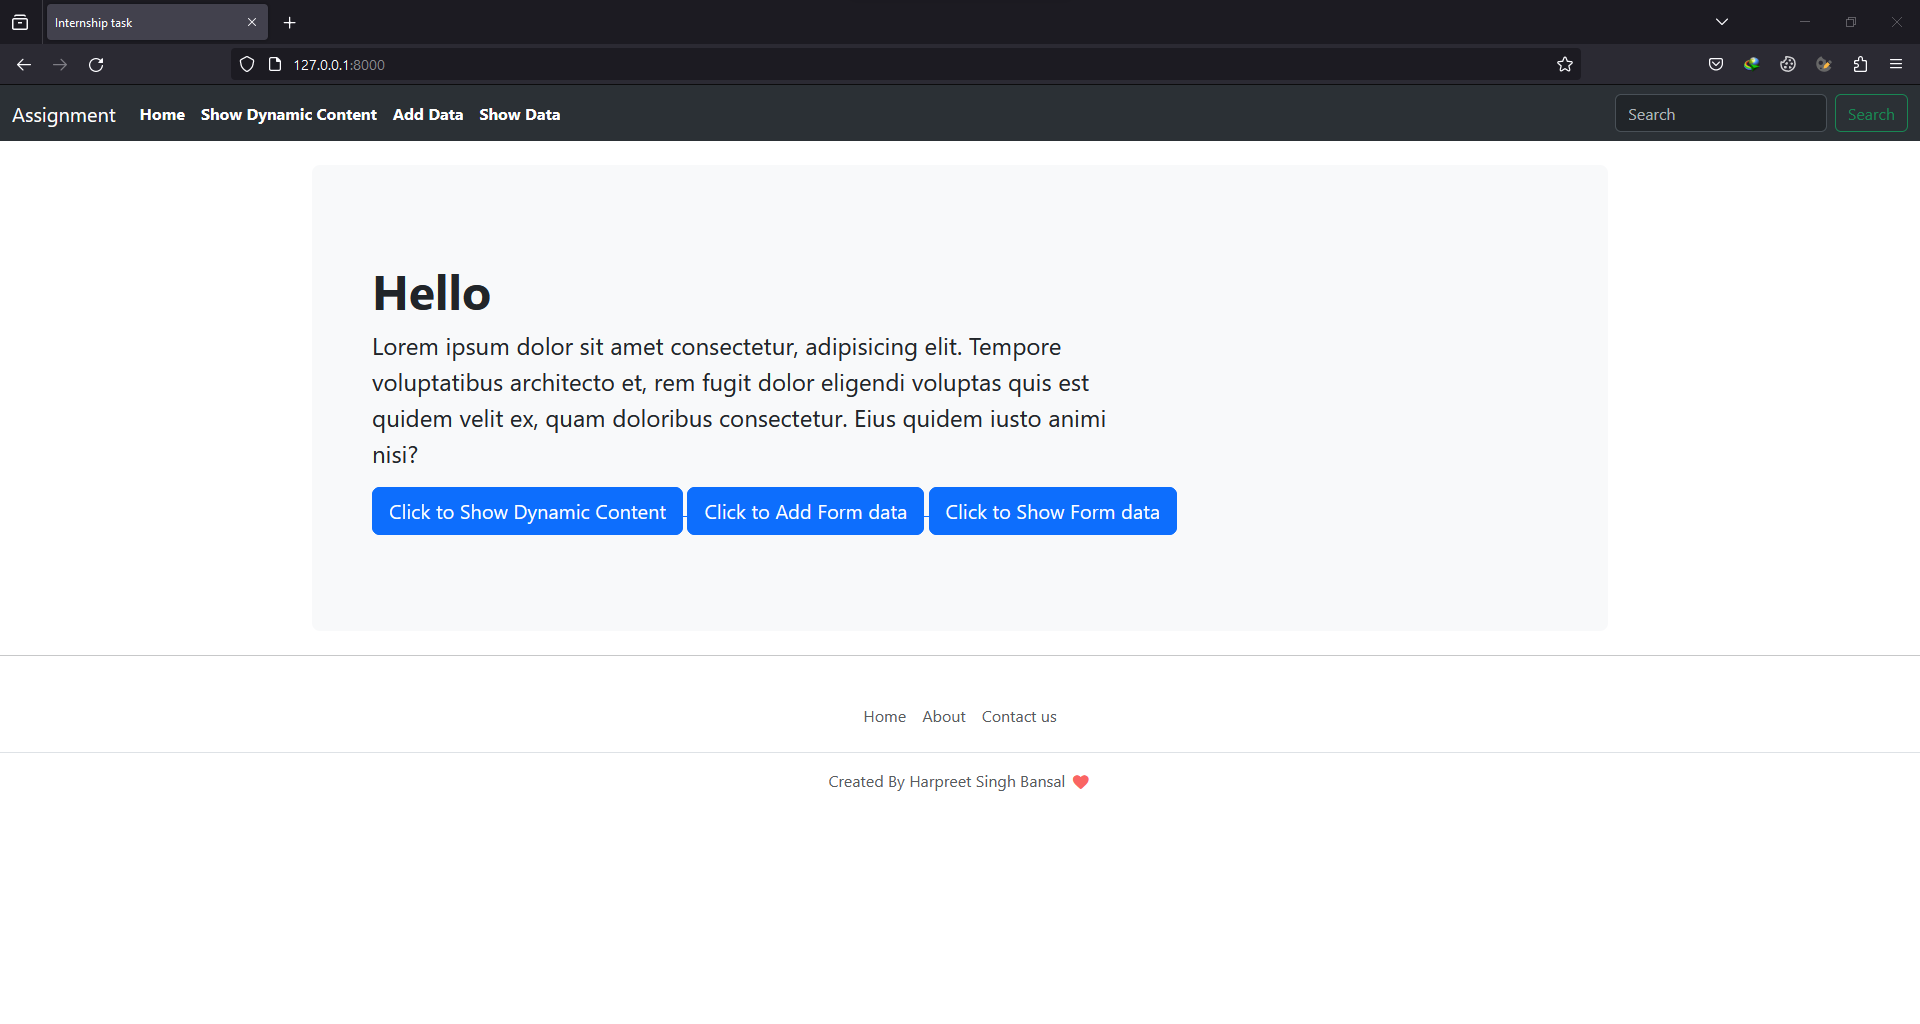 Internship task
127.0.0.1:8000
Assignment Home Show Dynamic Content Add Data Show Data Search Search
Hello
Lorem ipsum dolor sit amet consectetur, adipisicing elit. Tempore
voluptatibus architecto et, rem fugit dolor eligendi voluptas quis est
quidem velit ex, quam doloribus consectetur. Eius quidem iusto animi
nisi?
Click to Show Dynamic Content Click to Add Form data Click to Show Form data
Home About Contact us
Created By Harpreet Singh Bansal